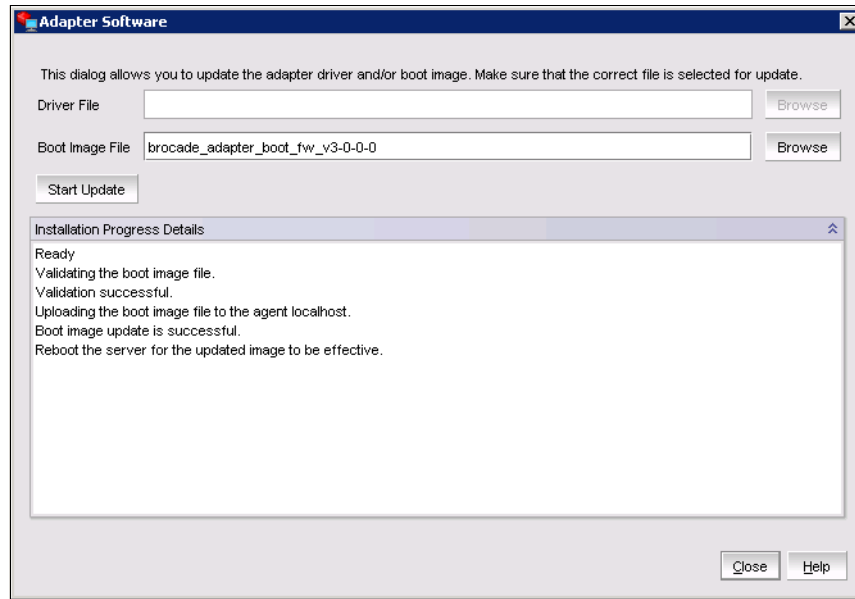 Adapter Software
This dialog allows you to update the adapter driver and/or boot image. Make sure that the correct file is selected for update.
Driver File
Browse
Boot Image File brocade_adapter_boot_fw_v3-0-0-0 Browse
Start Update
Installation Progress Details
Ready
Validating the boot image file.
Validation successful.
Uploading the boot image file to the agent localhost.
Boot image update is successful.
Reboot the server for the updated image to be effective.
Close Help